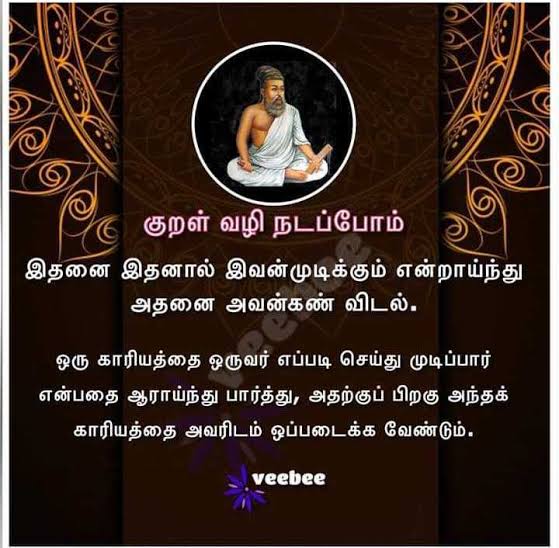 குறள் வழி நடப்போம்
இதனை இதனால் இவன்முடிக்கும் என்றாய்ந்து
அதனை அவன்கண் விடல்.
ஒரு காரியத்தை ஒருவர் எப்படி செய்து முடிப்பார்
என்பதை ஆராய்ந்து பார்த்து, அதற்குப் பிறகு அந்தக்
காரியத்தை அவரிடம் ஒப்படைக்க வேண்டும்.
veebee
veebee